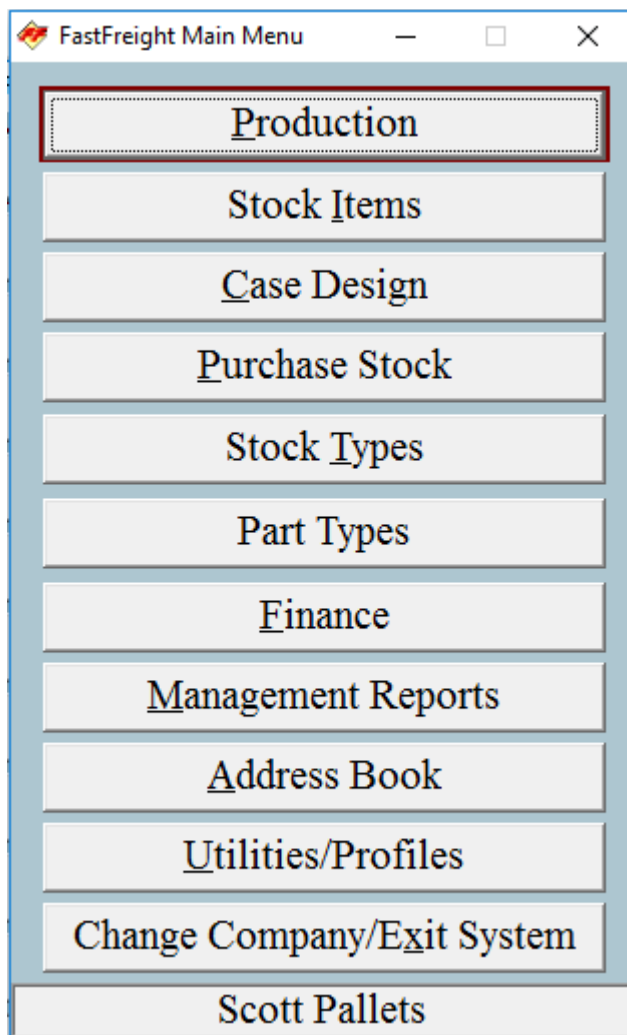 FastFreight Main Menu
Production
Stock Items
Case Design
Purchase Stock
Stock Types
Part Types
Finance
Management Reports
Address Book
Utilities/Profiles
Change Company/Exit System
Scott Pallets